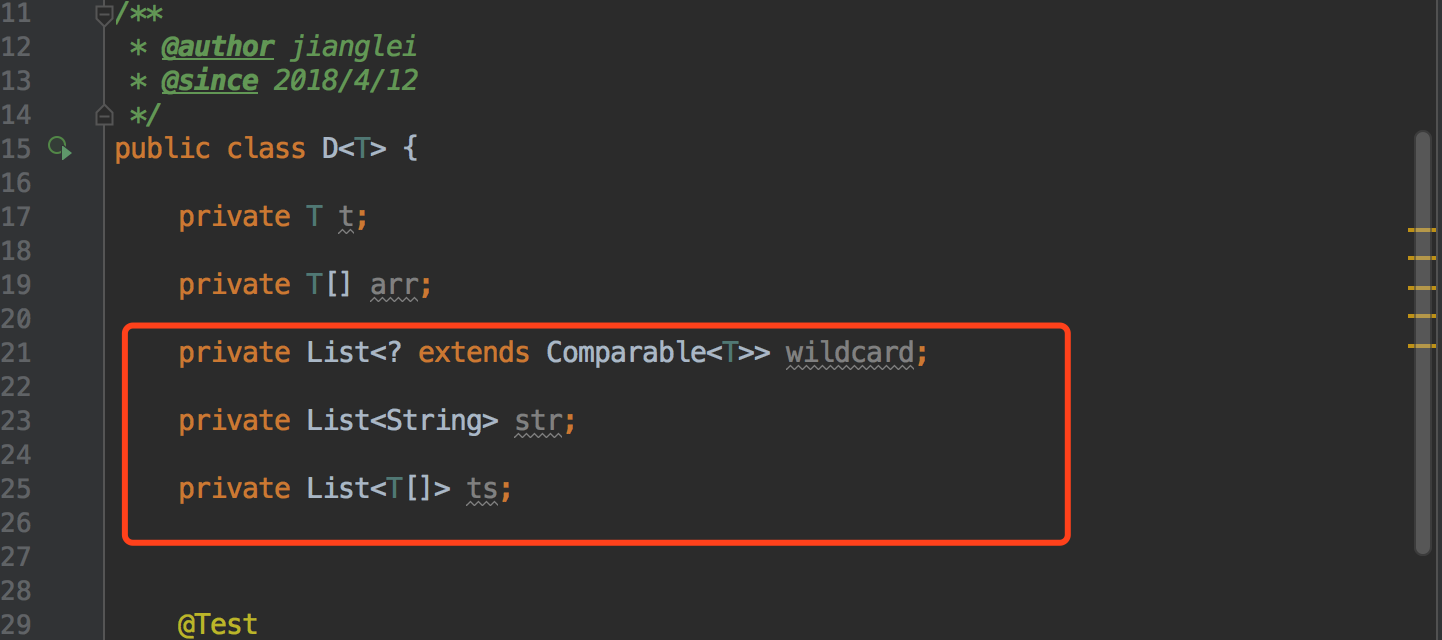 11 /**
12 * @author jianglei
13 * @since 2018/4/12
14 */
15 public class D<T> {
16
17 private T t;
18
19 private T[] arr;
20
21 private List<? extends Comparable<T>> wildcard;
22
23 private List<String> str;
24
25 private List<T[]> ts;
26
27
28
29 @Test